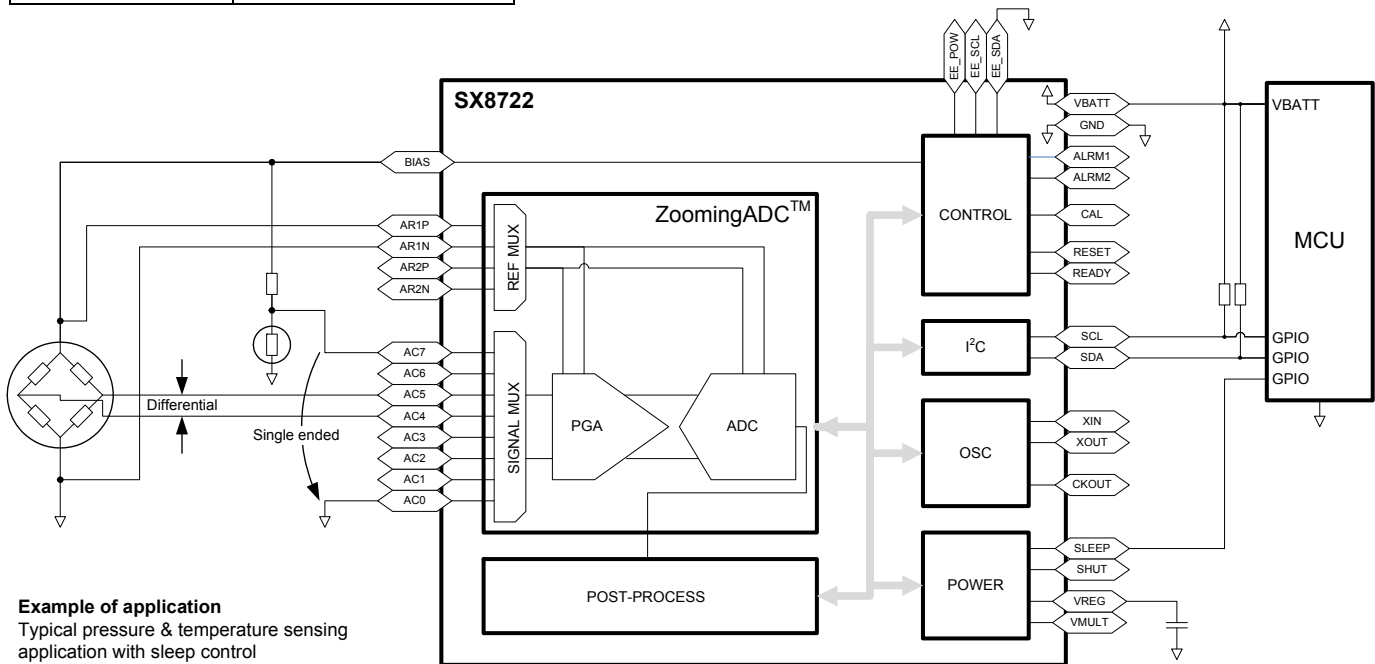 EE_POW
EE_SCL
EE_SDA
SX8722
VBATT
GND
ALRM1
ALRM2
CAL
RESET
READY
VBATT
MCU
BIAS
CONTROL
ZoomingADC™
AR1P
AR1N
AR2P
AR2N
REF MUX
I²C
SCL
SDA
GPIO
GPIO
GPIO
AC7
AC6
AC5
AC4
AC3
AC2
AC1
AC0
Differential
Single ended
SIGNAL MUX
PGA
ADC
OSC
XIN
XOUT
CKOUT
POWER
SLEEP
SHUT
VREG
VMULT
POST-PROCESS
Example of application
Typical pressure & temperature sensing
application with sleep control